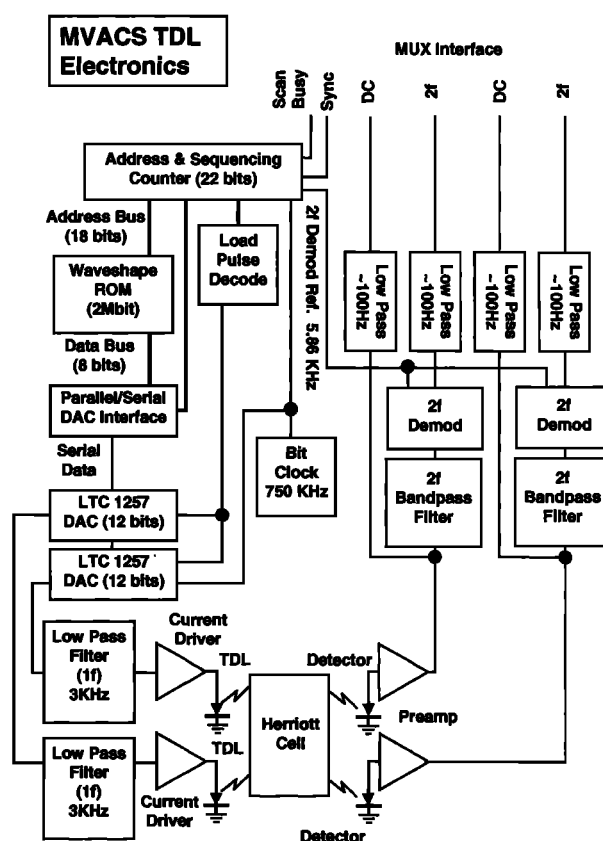 MVACS TDL
Electronics
MUX Interface
Scan
Busy
Sync
DC
2f
DC
2f
Address & Sequencing
Counter (22 bits)
Address Bus
(18 bits)
Load
Pulse
Decode
2f Demod Ref. 5.86 KHz
Low Pass
~100Hz
Low Pass
~100Hz
Low Pass
~100Hz
Low Pass
~100Hz
Waveshape
ROM
(2Mbit)
Data Bus
(8 bits)
Parallel/Serial
DAC Interface
2f
Demod
2f
Demod
Serial
Data
Bit
Clock
750 KHz
2f
Bandpass
Filter
2f
Bandpass
Filter
LTC 1257
DAC (12 bits)
LTC 1257
DAC (12 bits)
Low Pass
Filter
(1f)
3KHz
Current
Driver
TDL
Detector
Herriott
Cell
Preamp
Low Pass
Filter
(1f)
3KHz
TDL
Current
Driver
Detector